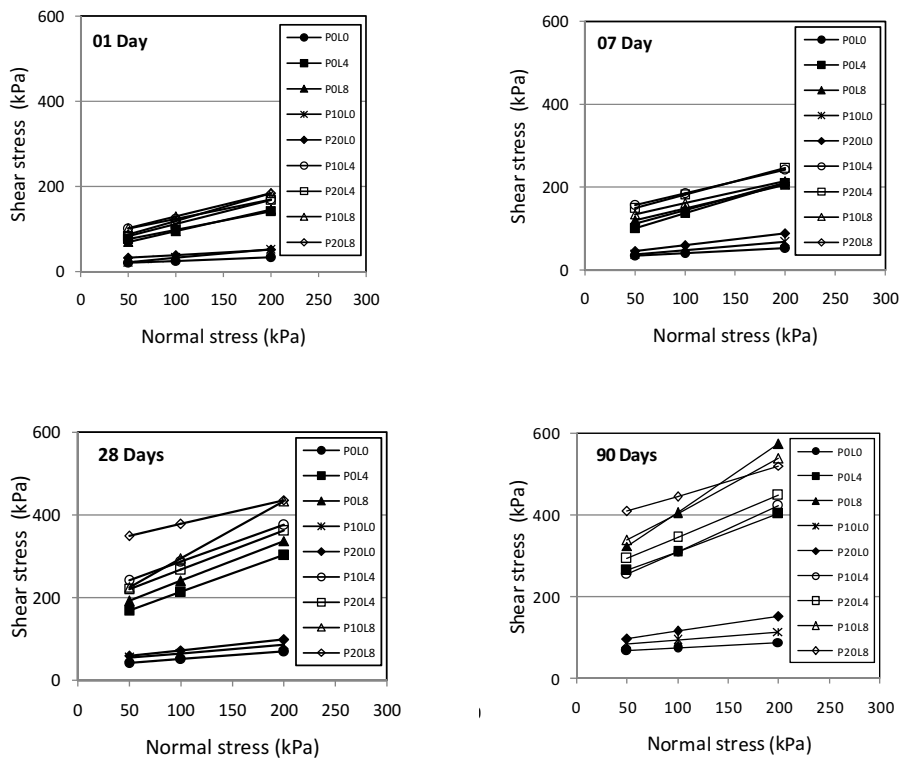 01 Day
Shear stress (kPa)
600
400
200
0
0 50 100 150 200 250 300
Normal stress (kPa)
P0L0
P0L4
P0L8
P10L0
P20L0
P10L4
P20L4
P10L8
P20L8
07 Day
Shear stress (kPa)
600
400
200
0
0 50 100 150 200 250 300
Normal stress (kPa)
P0L0
P0L4
P0L8
P10L0
P20L0
P10L4
P20L4
P10L8
P20L8
28 Days
Shear stress (kPa)
600
400
200
0
0 50 100 150 200 250 300
Normal stress (kPa)
P0L0
P0L4
P0L8
P10L0
P20L0
P10L4
P20L4
P10L8
P20L8
90 Days
Shear stress (kPa)
600
400
200
0
0 50 100 150 200 250 300
Normal stress (kPa)
P0L0
P0L4
P0L8
P10L0
P20L0
P10L4
P20L4
P10L8
P20L8